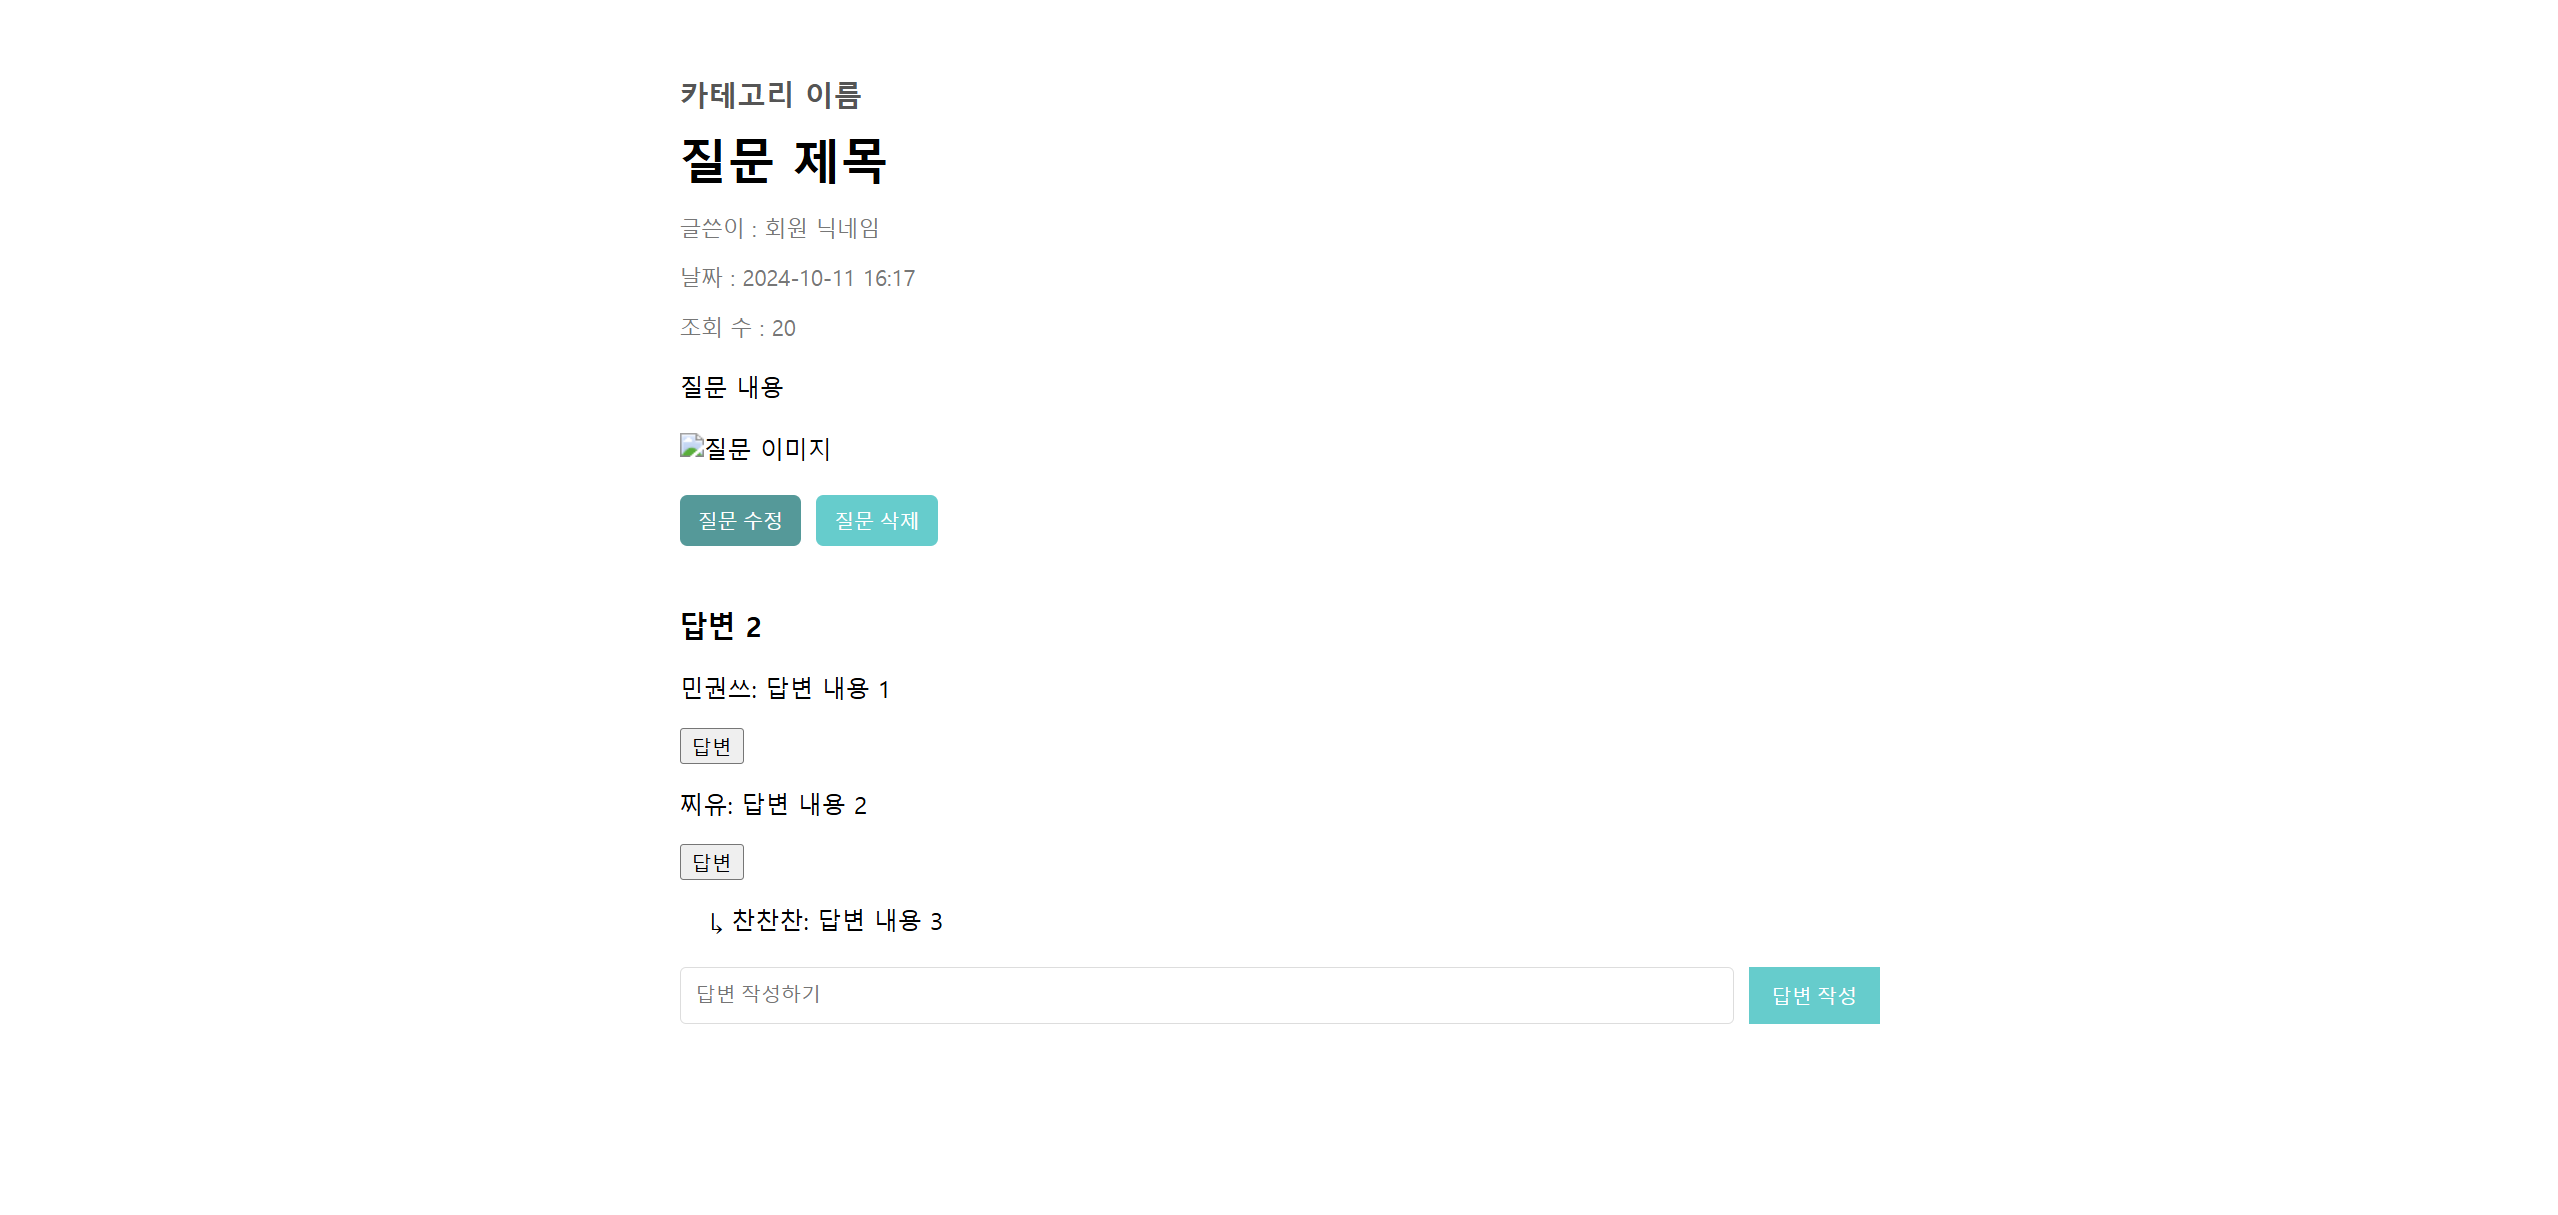 카테고리 이름
질문 제목
글쓴이 : 회원 닉네임
날짜 : 2024-10-11 16:17
조회 수 : 20
질문 내용
질문 이미지
질문 수정 질문 삭제
답변 2
민권쓰: 답변 내용 1
답변
찌유: 답변 내용 2
답변
↳ 찬찬찬: 답변 내용 3
답변 작성하기 답변 작성